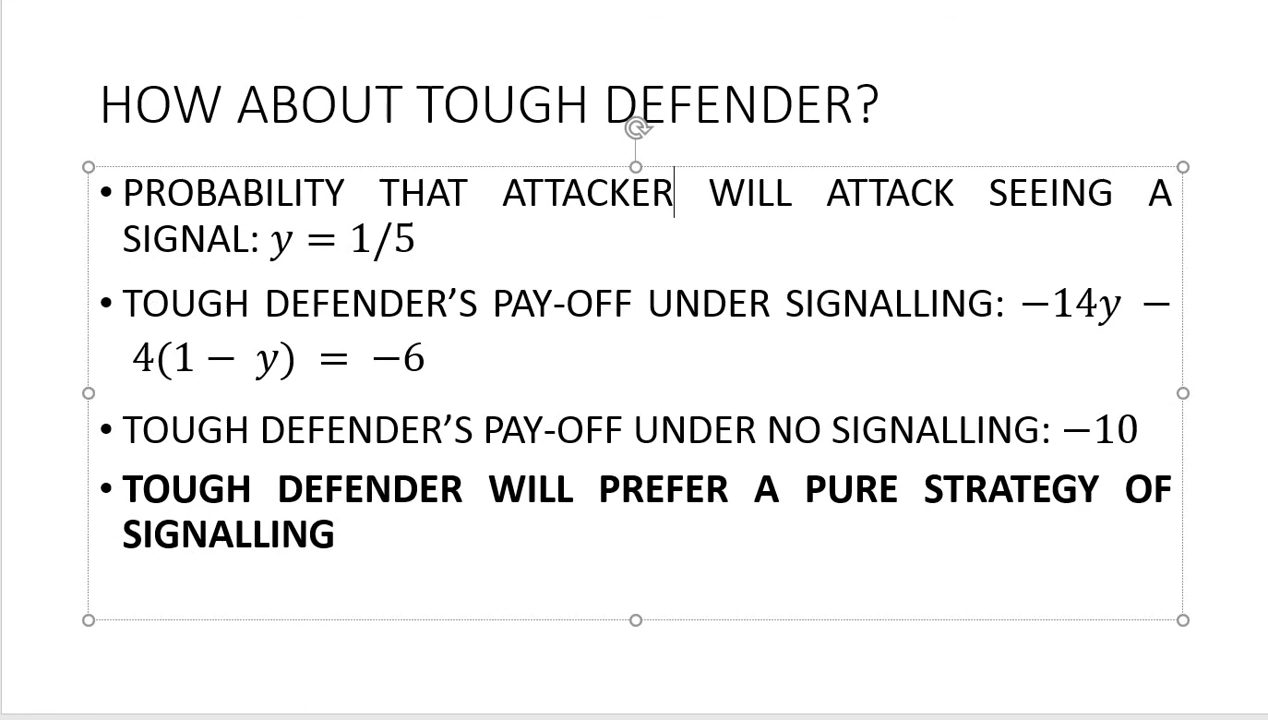 HOW ABOUT TOUGH DEFENDER?
• PROBABILITY THAT ATTACKER WILL ATTACK SEEING A
SIGNAL: y = 1/5
• TOUGH DEFENDER’S PAY-OFF UNDER SIGNALLING: −14y −
4(1 − y) = −6
• TOUGH DEFENDER’S PAY-OFF UNDER NO SIGNALLING: −10
• TOUGH DEFENDER WILL PREFER A PURE STRATEGY OF
SIGNALLING